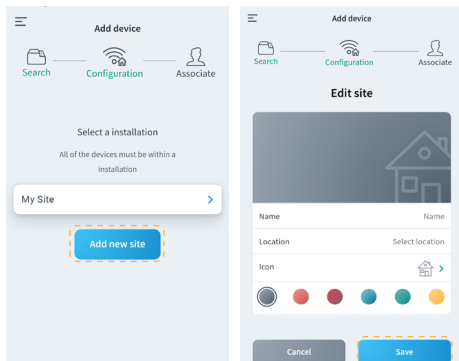 Add device
Search
Configuration
Associate
Select a installation
All of the devices must be within a
installation
My Site
Add new site
Add device
Search
Configuration
Associate
Edit site
Name
Name
Location
Select location
Icon
Cancel
Save